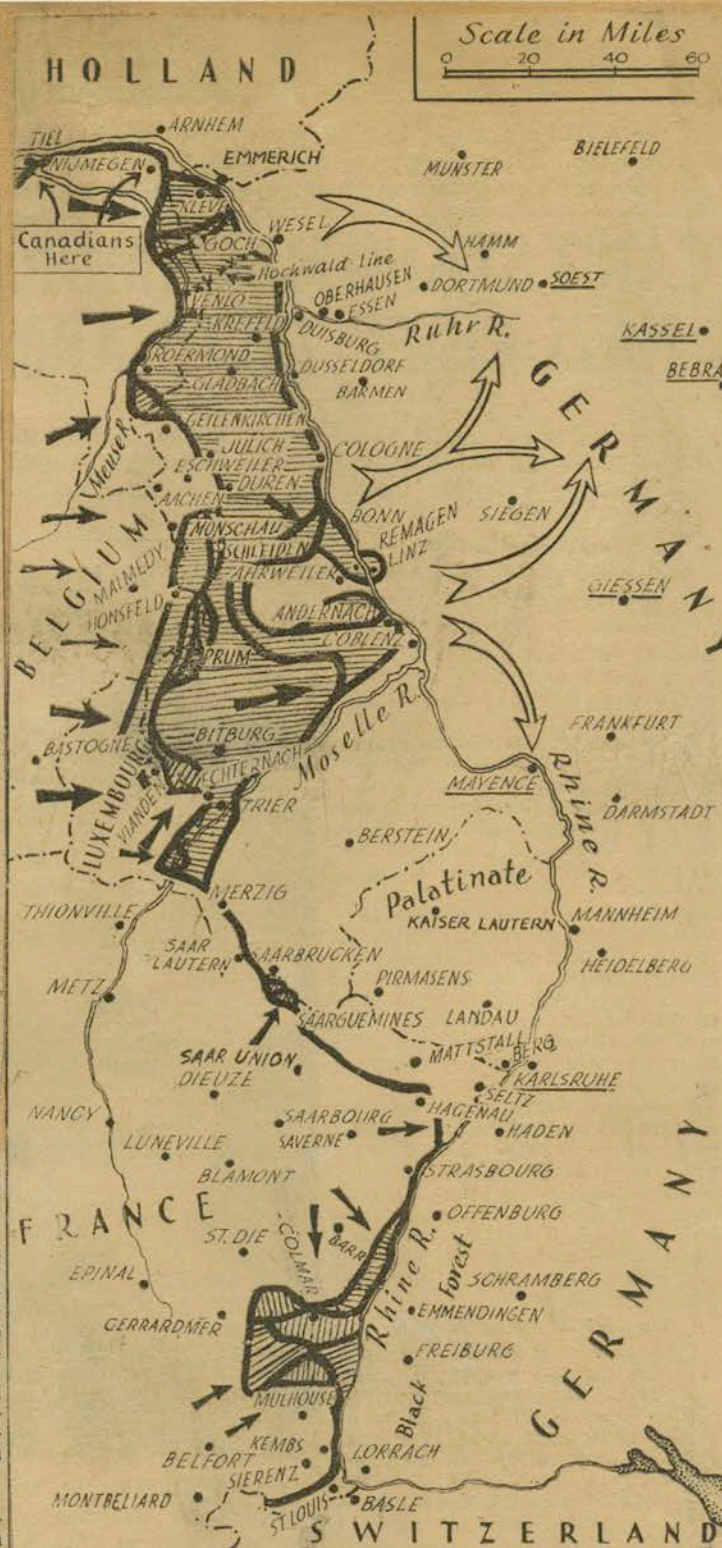 Scale in Miles
0 20 40 60
HOLLAND
ARNHEM
TIEL
NIJMEGEN
EMMERICH
MUNSTER
BIELEFELD
KLEVE
Canadians
Here
GOCH
WESEL
HAMM
Hochwald Line
OBERHAUSEN
ESSEN
DORTMUND
SOEST
VENLO
KREFELD
DUISBURG
Ruhr R.
KASSEL
ROERMOND
DUSSELDORF
BEBRA
GLADBACH
BARMEN
GERMANY
GEILENKIRCHEN
Meuse R.
JULICH
COLOGNE
ESCHWEILER
DUREN
AACHEN
BONN
SIEGEN
BELGIUM
MONSCHAU
REMAGEN
SCHLEIDEN
LINZ
MALMEDY
AHRWEILER
GIESSEN
HONSFELD
ANDERNACH
COBLENZ
PRUM
BITBURG
Moselle R.
FRANKFURT
BASTOGNE
ECHTERNACH
MAYENCE
Rhine R.
LUXEMBOURG
VIANDEN
TRIER
DARMSTADT
BERSTEIN
Palatinate
MERZIG
KAISER LAUTERN
MANNHEIM
THIONVILLE
SAAR
LAUTERN
SAARBRUCKEN
HEIDELBERG
METZ
PIRMASENS
SAARGUEMINES
LANDAU
MATTSTALL
BERG
SAAR UNION
KARLSRUHE
DIEUZE
SELTZ
HAGENAU
NANCY
SAARBOURG
HADEN
LUNEVILLE
SAVERNE
BLAMONT
STRASBOURG
FRANCE
OFFENBURG
ST. DIE
COLMAR
BARR
Rhine R.
Black Forest
GERMANY
EPINAL
SCHRAMBERG
GERRARDMER
EMMENDINGEN
FREIBURG
MULHOUSE
KEMBS
BELFORT
LORRACH
SIERENZ
MONTBELIARD
ST LOUIS
BASLE
SWITZERLAND